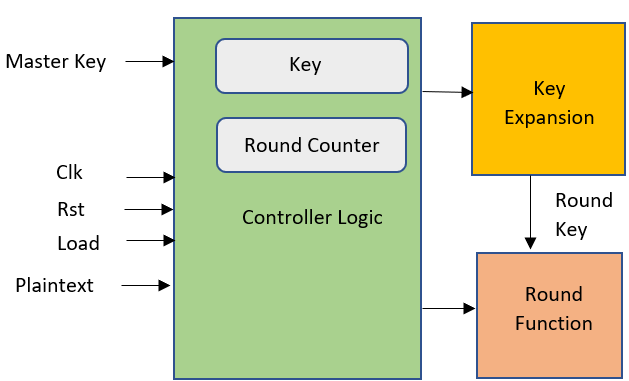 Master Key
Key
Round Counter
Clk
Rst
Load
Plaintext
Controller Logic
Key
Expansion
Round
Key
Round
Function